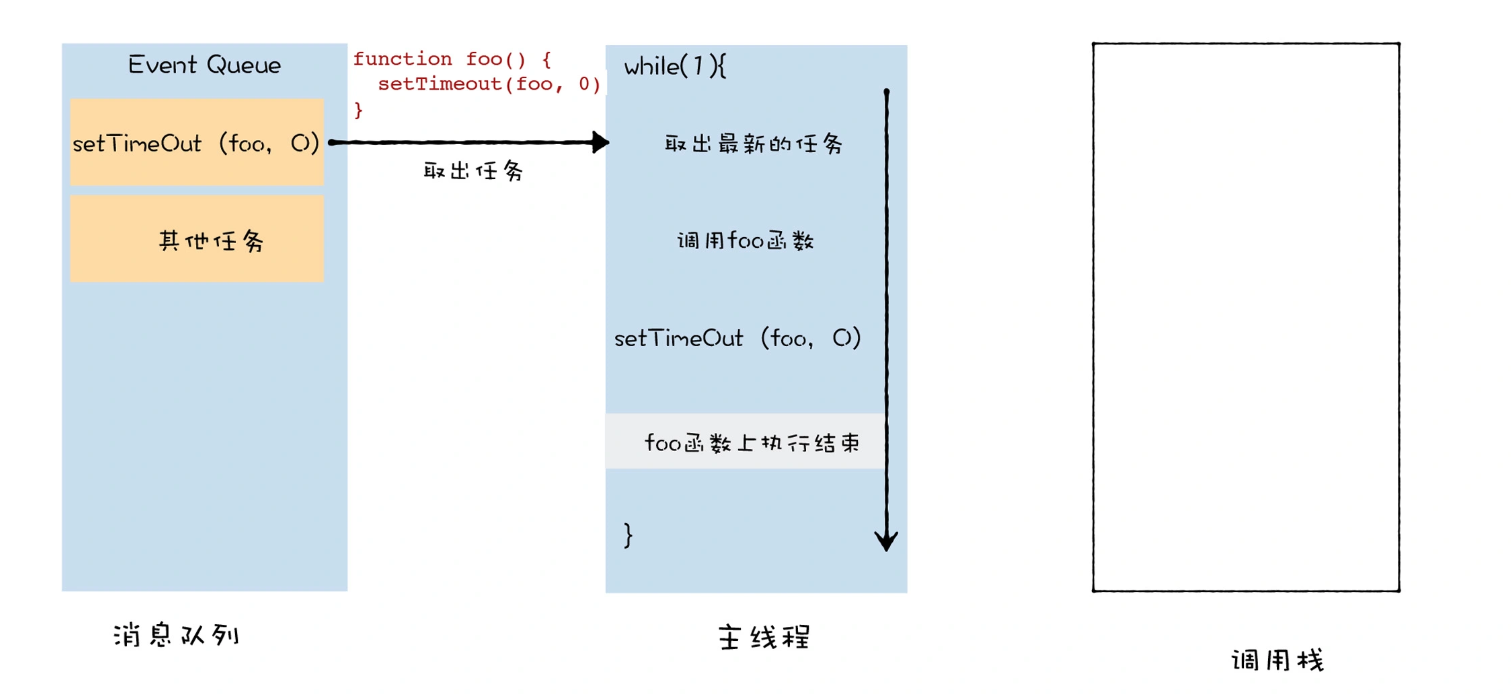 Event Queue
setTimeOut (foo, 0)
其他任务
消息队列
function foo() {
  setTimeout(foo, 0)
}
取出任务
while(1){
取出最新的任务
调用foo函数
setTimeOut (foo, 0)
foo函数上执行结束
}
主线程
调用栈